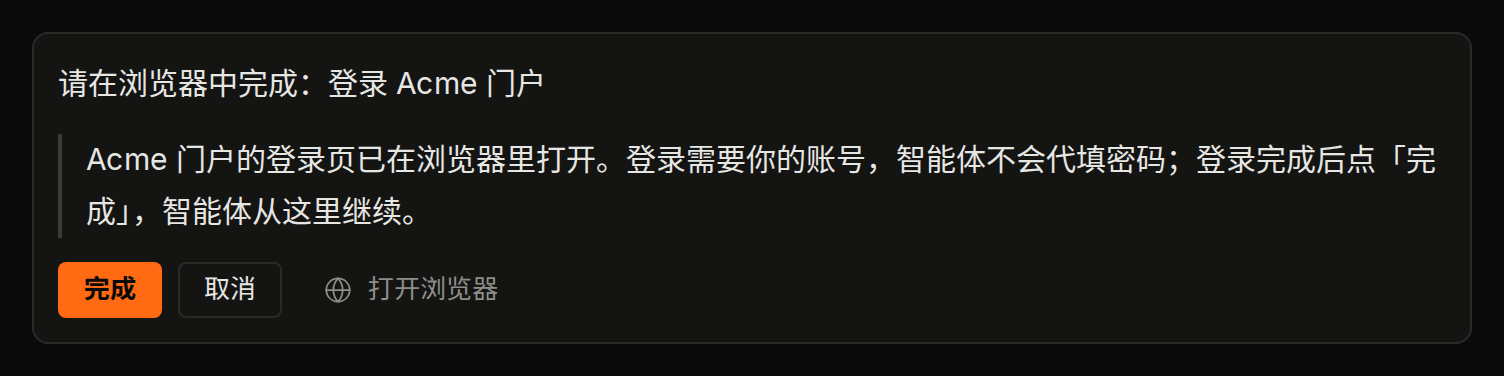 请在浏览器中完成：登录 Acme 门户
Acme 门户的登录页已在浏览器里打开。登录需要你的账号，智能体不会代填密码；登录完成后点「完
成」，智能体从这里继续。
完成 取消 打开浏览器